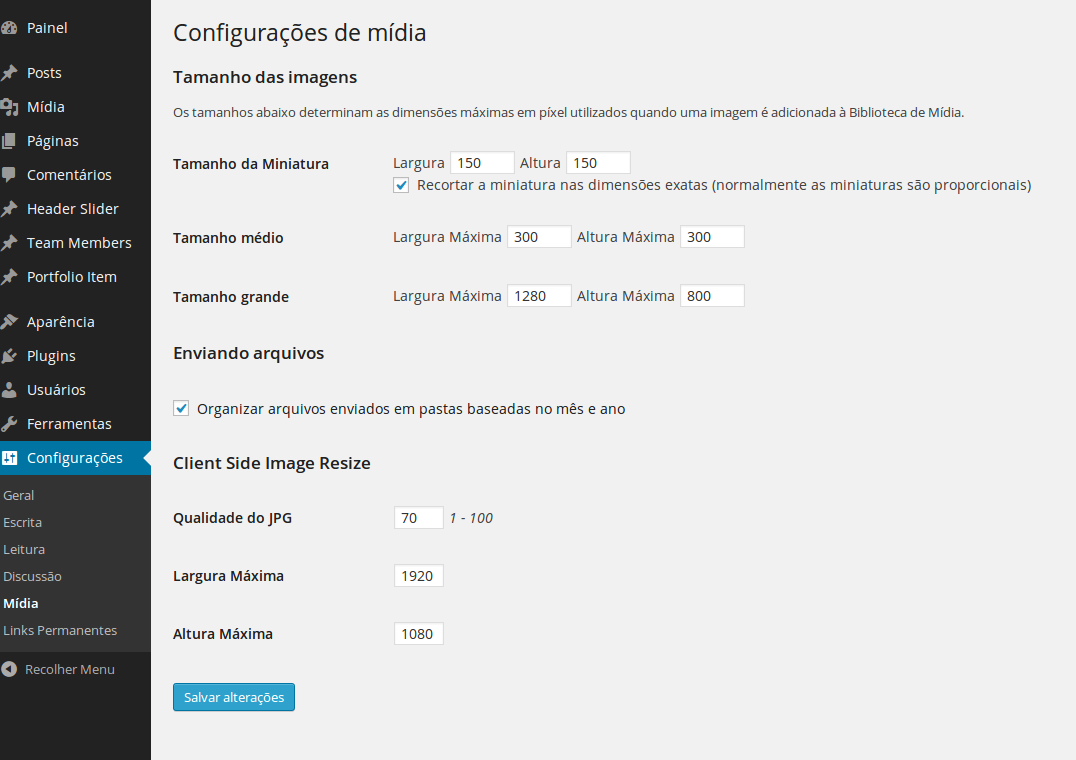 Painel
Posts
Mídia
Páginas
Comentários
Header Slider
Team Members
Portfolio Item
Aparência
Plugins
Usuários
Ferramentas
Configurações
Geral
Escrita
Leitura
Discussão
Mídia
Links Permanentes
Recolher Menu
Configurações de mídia
Tamanho das imagens
Os tamanhos abaixo determinam as dimensões máximas em píxel utilizados quando uma imagem é adicionada à Biblioteca de Mídia.
Tamanho da Miniatura Largura 150 Altura 150
Recortar a miniatura nas dimensões exatas (normalmente as miniaturas são proporcionais)
Tamanho médio Largura Máxima 300 Altura Máxima 300
Tamanho grande Largura Máxima 1280 Altura Máxima 800
Enviando arquivos
Organizar arquivos enviados em pastas baseadas no mês e ano
Client Side Image Resize
Qualidade do JPG 70 1 - 100
Largura Máxima 1920
Altura Máxima 1080
Salvar alterações